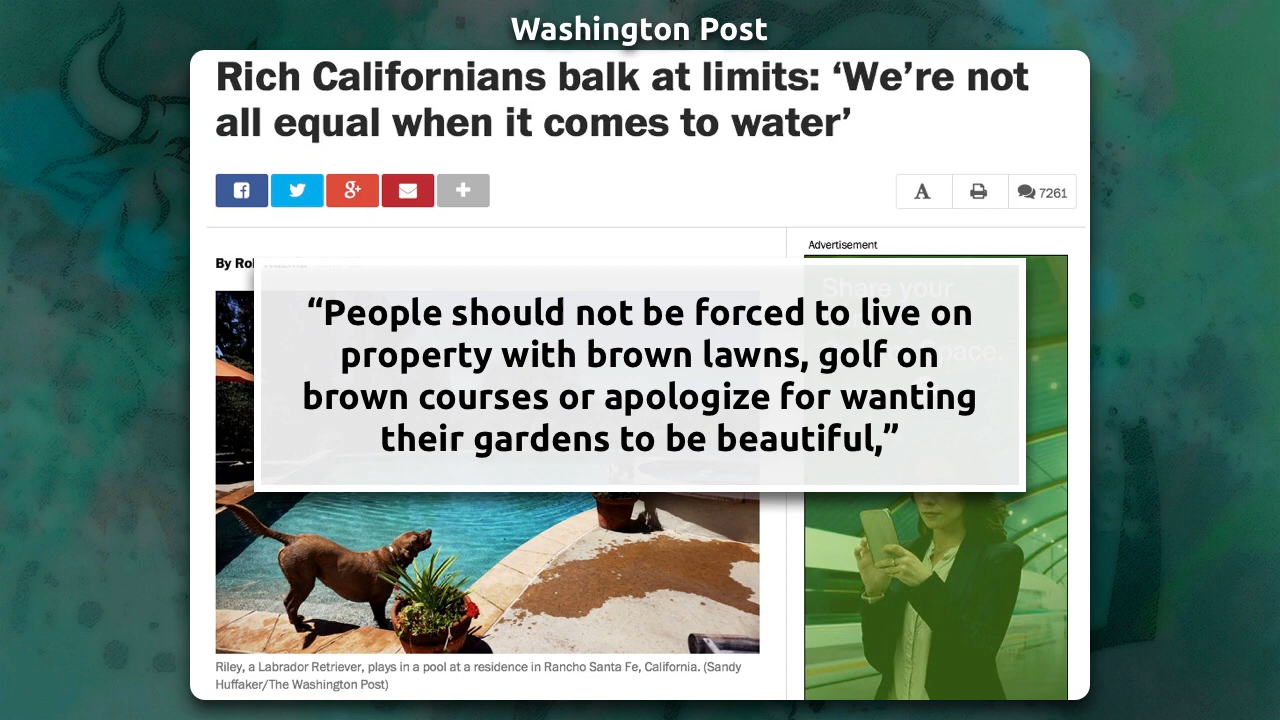 Washington Post
Rich Californians balk at limits: ‘We’re not
all equal when it comes to water’
7261
Advertisement
By
“People should not be forced to live on
property with brown lawns, golf on
brown courses or apologize for wanting
their gardens to be beautiful,”
Share your
Riley, a Labrador Retriever, plays in a pool at a residence in Rancho Santa Fe, California. (Sandy
Huffaker/The Washington Post)